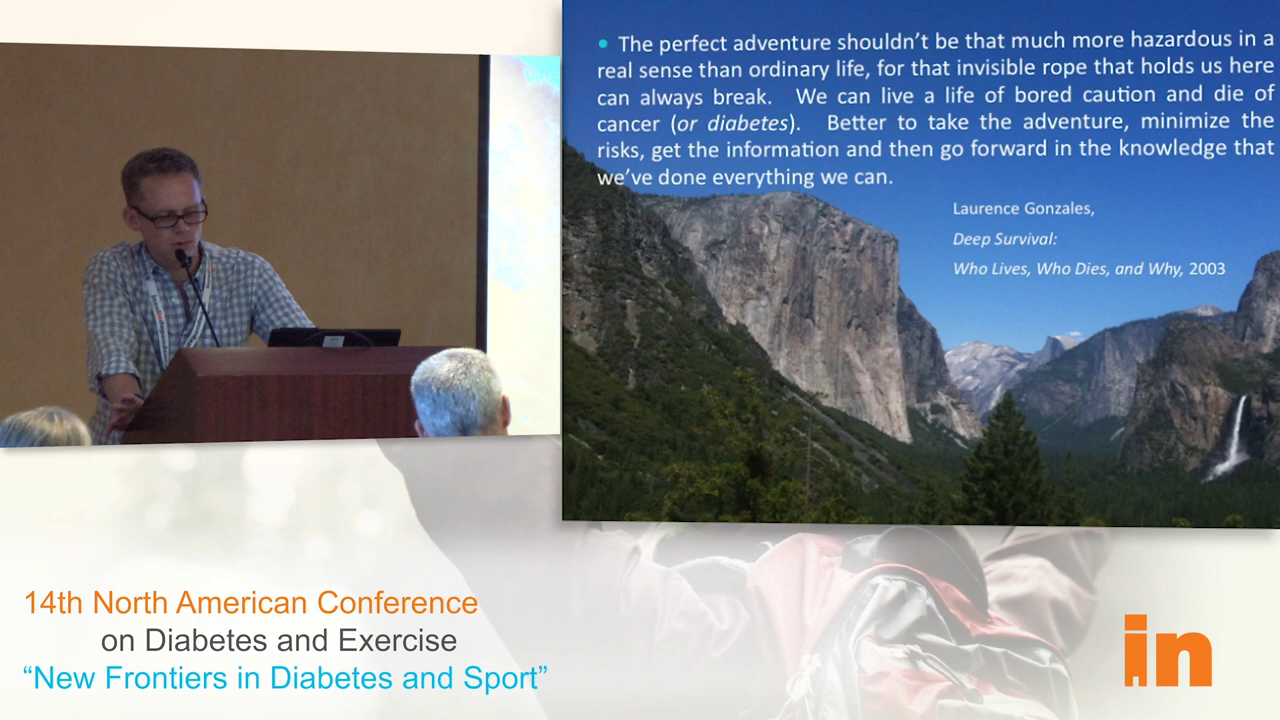 • The perfect adventure shouldn’t be that much more hazardous in a
real sense than ordinary life, for that invisible rope that holds us here
can always break. We can live a life of bored caution and die of
cancer (or diabetes). Better to take the adventure, minimize the
risks, get the information and then go forward in the knowledge that
we’ve done everything we can.
Laurence Gonzales,
Deep Survival:
Who Lives, Who Dies, and Why, 2003
14th North American Conference
on Diabetes and Exercise
“New Frontiers in Diabetes and Sport”
in